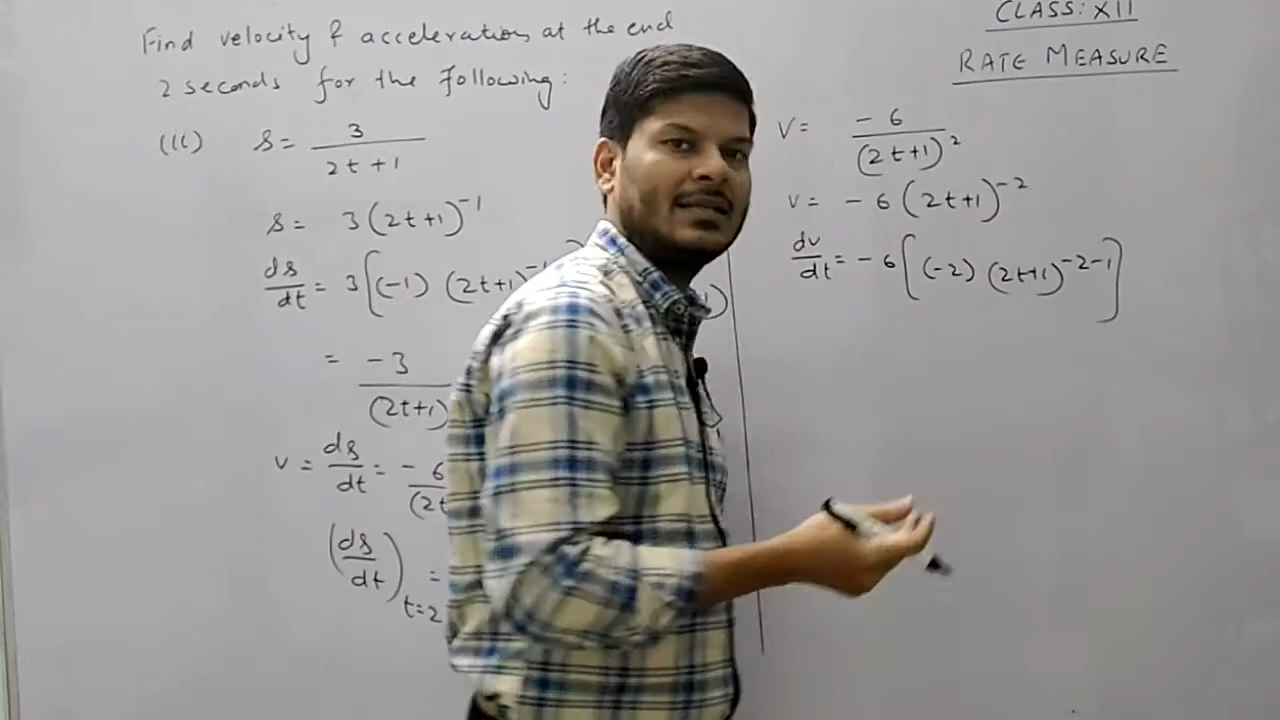 Find velocity & acceleration at the end
2 seconds for the following:
(ii) s = 3/(2t+1)
s = 3(2t+1)^-1
ds/dt = 3[(-1) (2t+1)^-1
= -3/(2t+1)
v = ds/dt = -6/(2t
(ds/dt)_t=2 =
CLASS: XII
RATE MEASURE
V = -6/(2t+1)^2
v = -6(2t+1)^-2
dv/dt = -6[(-2) (2t+1)^-2-1]